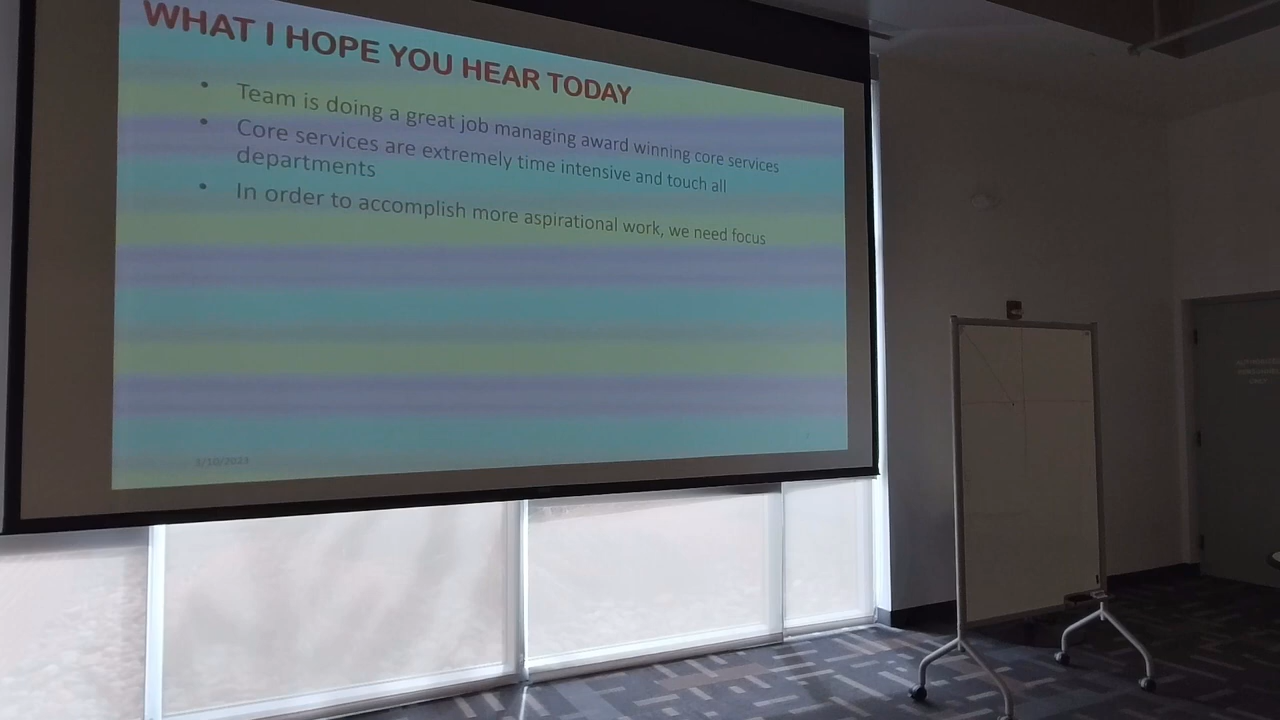 WHAT I HOPE YOU HEAR TODAY
• Team is doing a great job managing award winning core services
• Core services are extremely time intensive and touch all
departments
• In order to accomplish more aspirational work, we need focus